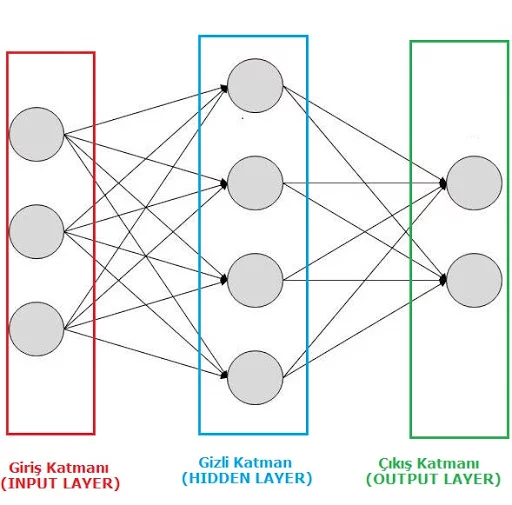 Giriş Katmanı
(INPUT LAYER)
Gizli Katman
(HIDDEN LAYER)
Çıkış Katmanı
(OUTPUT LAYER)